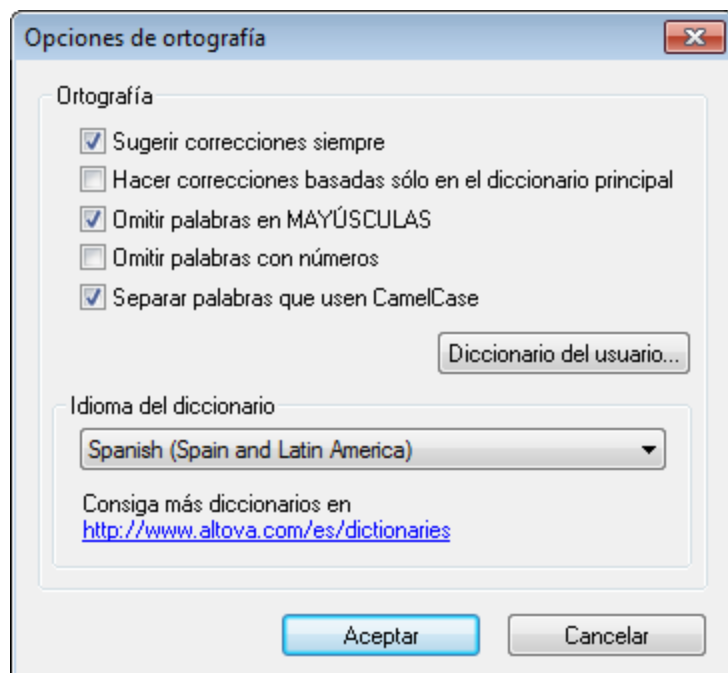 Opciones de ortografía
Ortografía
Sugerir correcciones siempre
Hacer correcciones basadas sólo en el diccionario principal
Omitir palabras en MAYÚSCULAS
Omitir palabras con números
Separar palabras que usen CamelCase
Diccionario del usuario...
Idioma del diccionario
Spanish (Spain and Latin America)
Consiga más diccionarios en
http://www.altova.com/es/dictionaries
Aceptar Cancelar